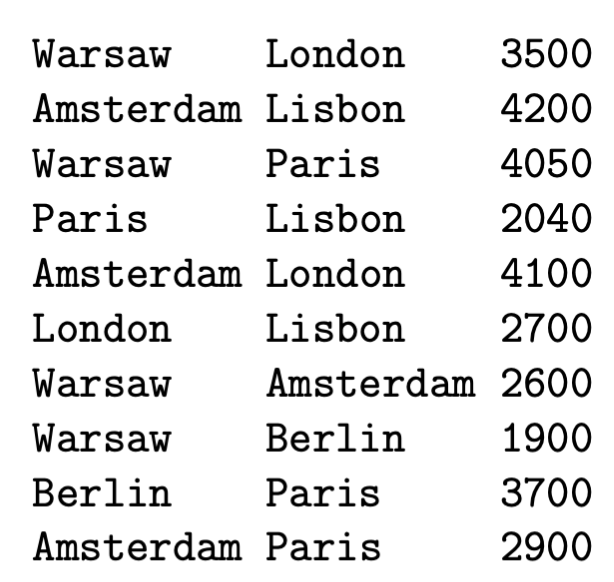 Warsaw London 3500
Amsterdam Lisbon 4200
Warsaw Paris 4050
Paris Lisbon 2040
Amsterdam London 4100
London Lisbon 2700
Warsaw Amsterdam 2600
Warsaw Berlin 1900
Berlin Paris 3700
Amsterdam Paris 2900